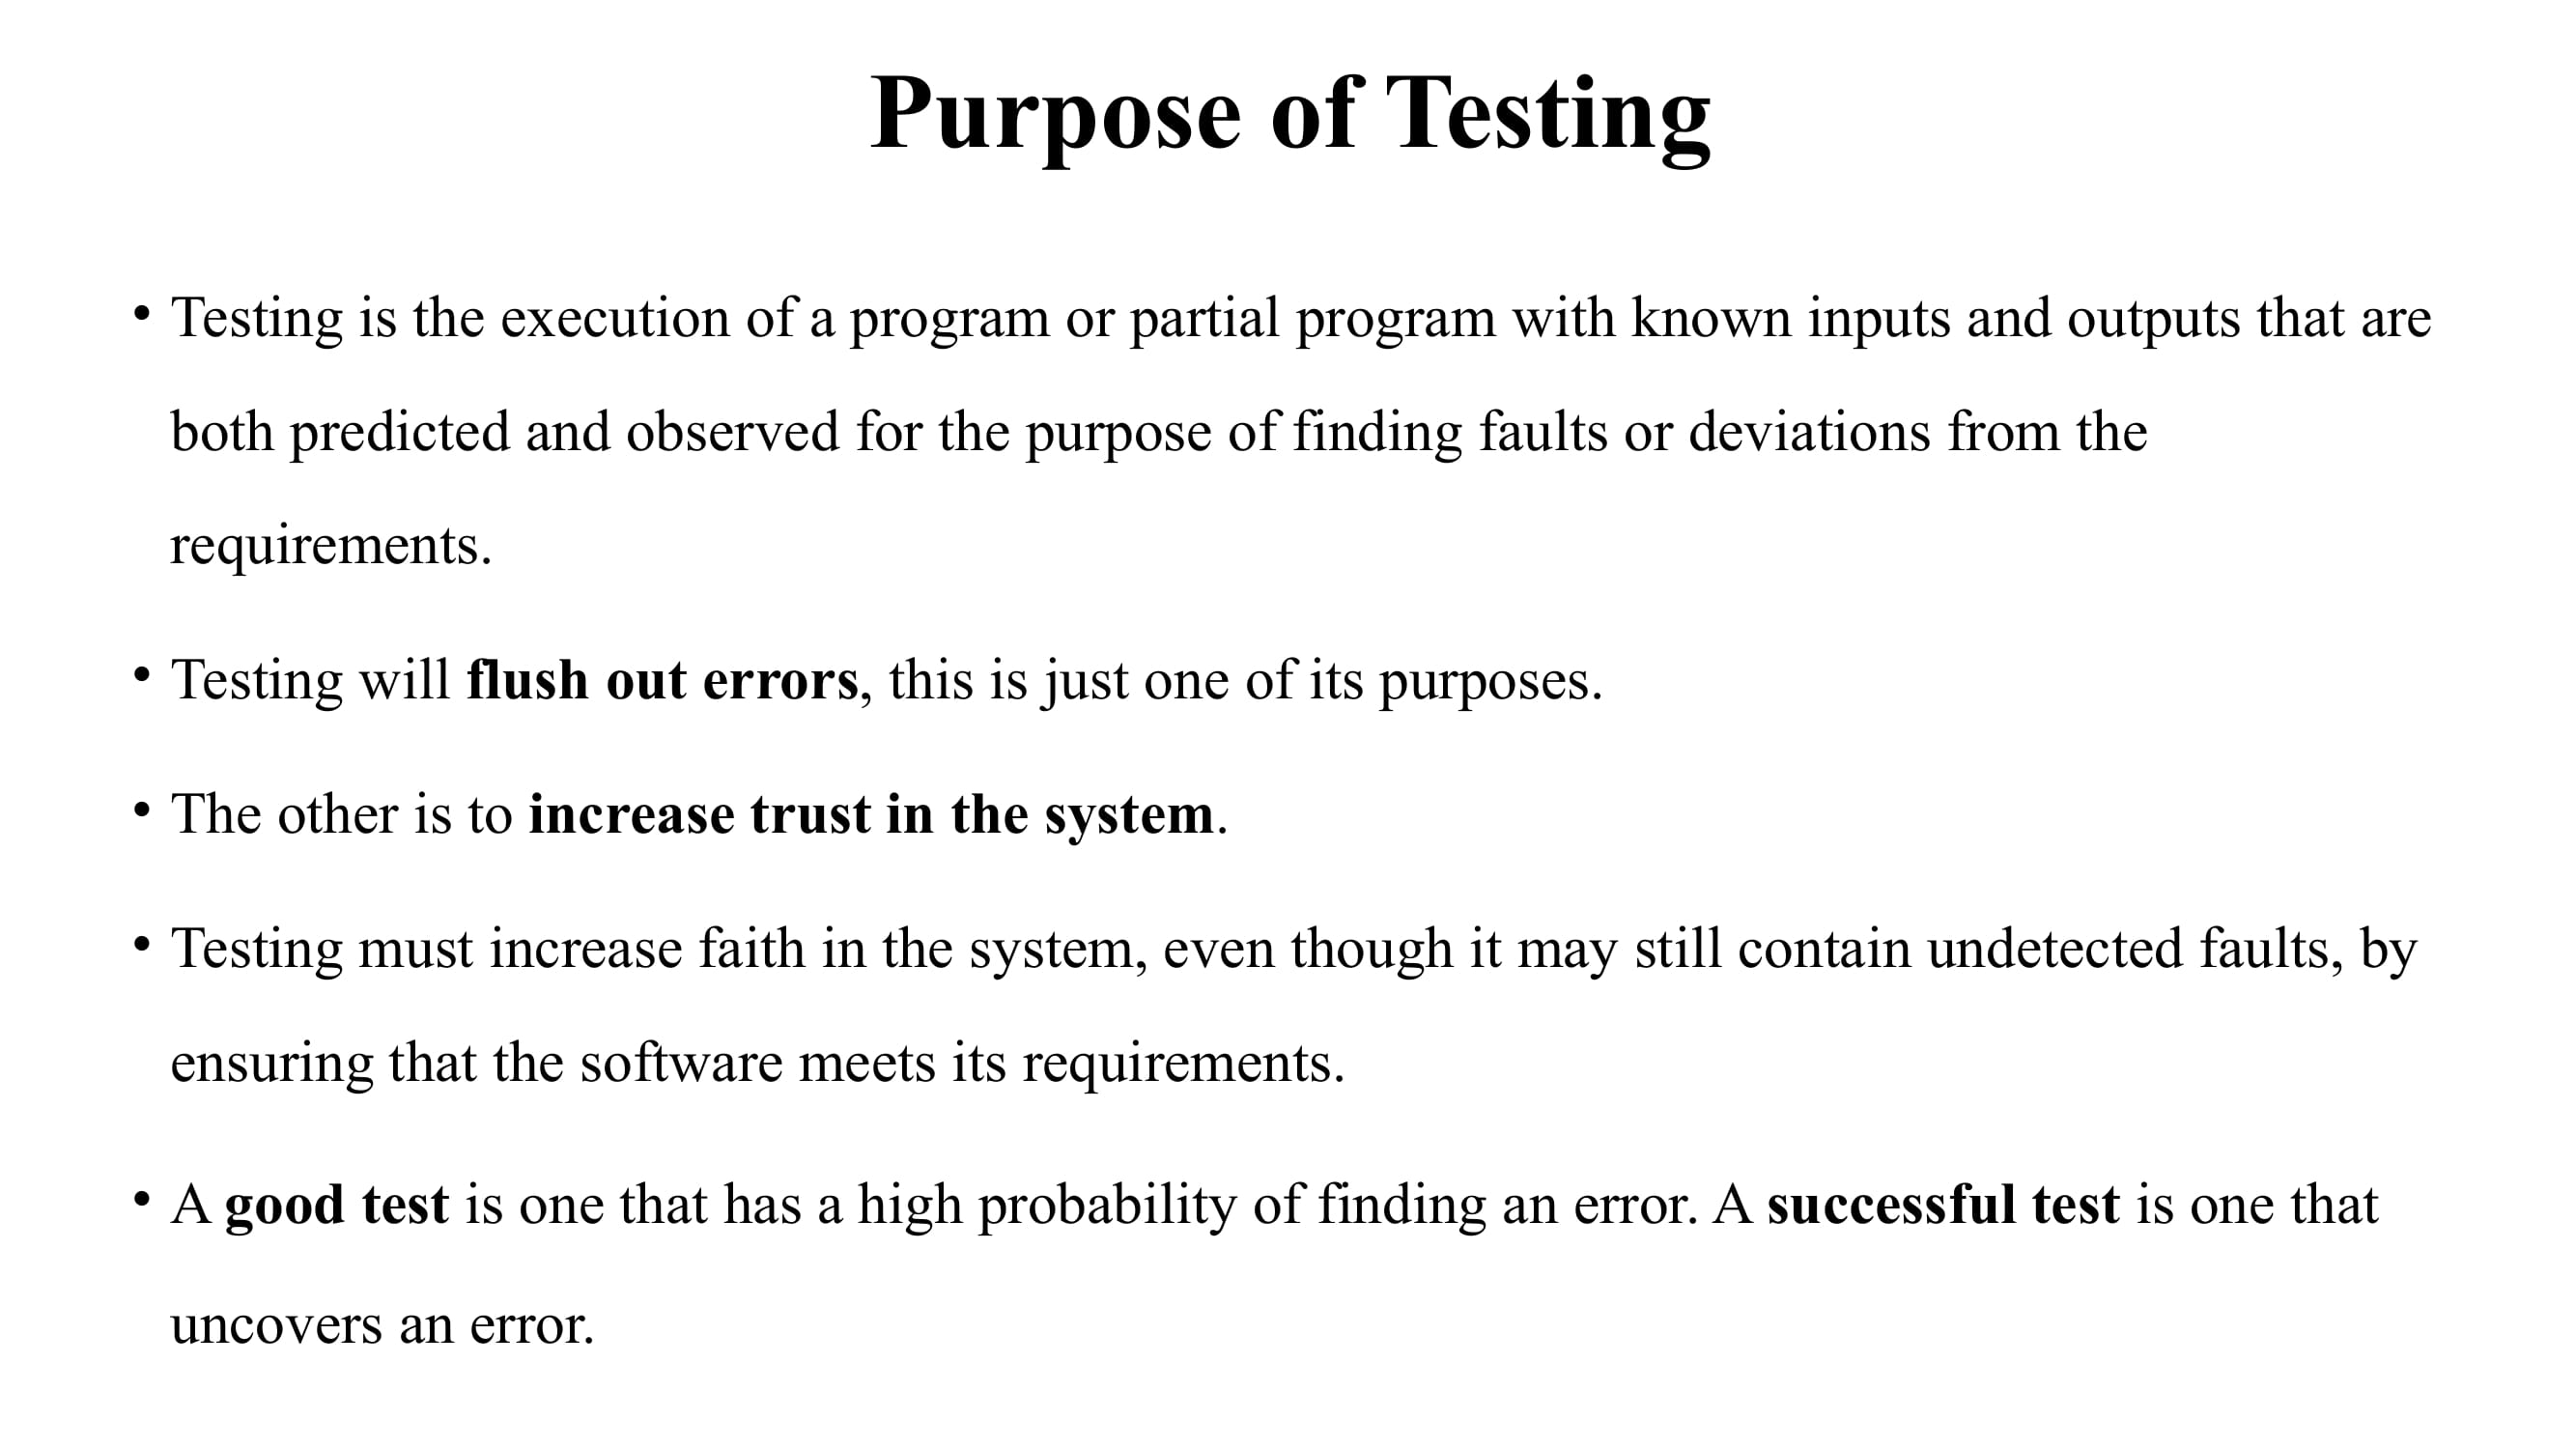 Purpose of Testing
• Testing is the execution of a program or partial program with known inputs and outputs that are
both predicted and observed for the purpose of finding faults or deviations from the
requirements.
• Testing will flush out errors, this is just one of its purposes.
• The other is to increase trust in the system.
• Testing must increase faith in the system, even though it may still contain undetected faults, by
ensuring that the software meets its requirements.
• A good test is one that has a high probability of finding an error. A successful test is one that
uncovers an error.